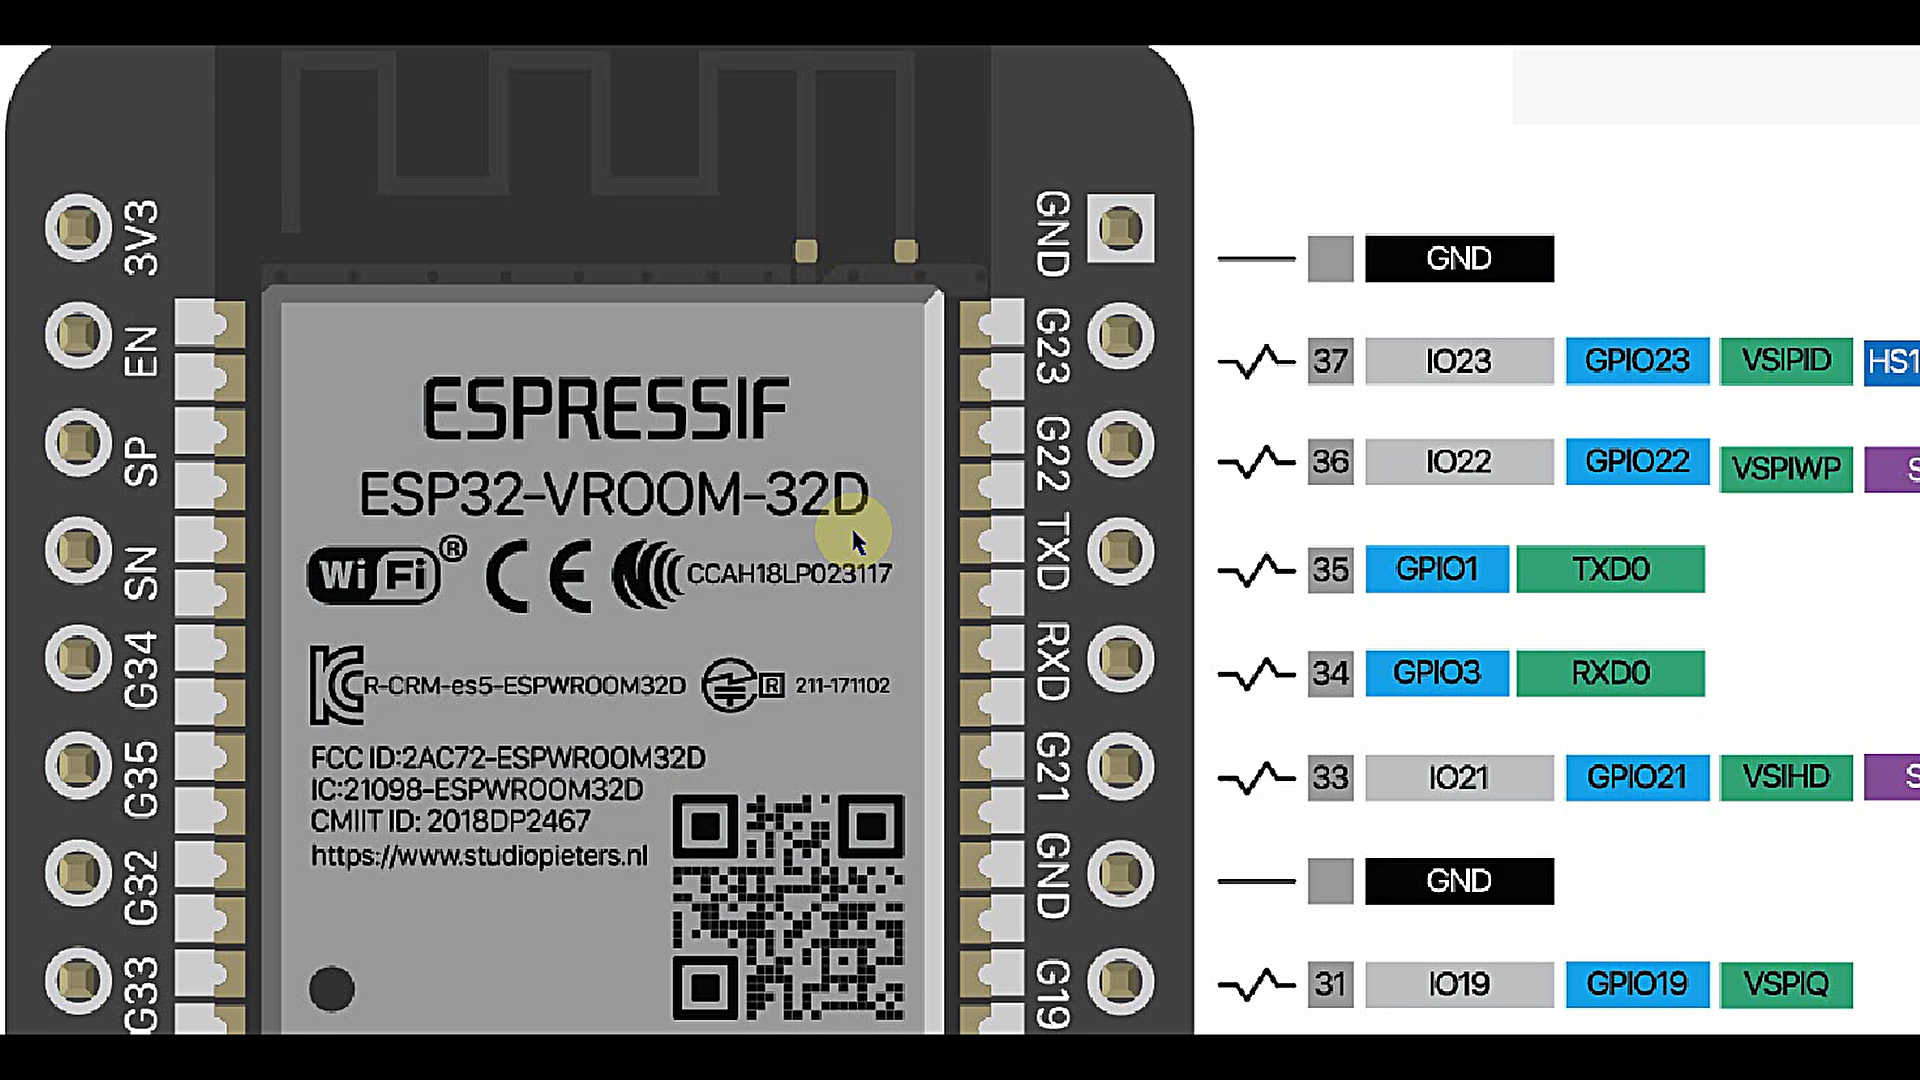 3V3
EN
SP
SN
G34
G35
G32
G33
ESPRESSIF
ESP32-VROOM-32D
WiFi ® CE CCAH18LP023117
R-CRM-es5-ESPWROOM32D R 211-171102
FCC ID:2AC72-ESPWROOM32D
IC:21098-ESPWROOM32D
CMIIT ID: 2018DP2467
https://www.studiopieters.nl
GND
G23
G22
TXD
RXD
G21
GND
G19
GND
37 IO23 GPIO23 VSIPID HS1
36 IO22 GPIO22 VSPIWP S
35 GPIO1 TXD0
34 GPIO3 RXD0
33 IO21 GPIO21 VSIHD S
GND
31 IO19 GPIO19 VSPIQ